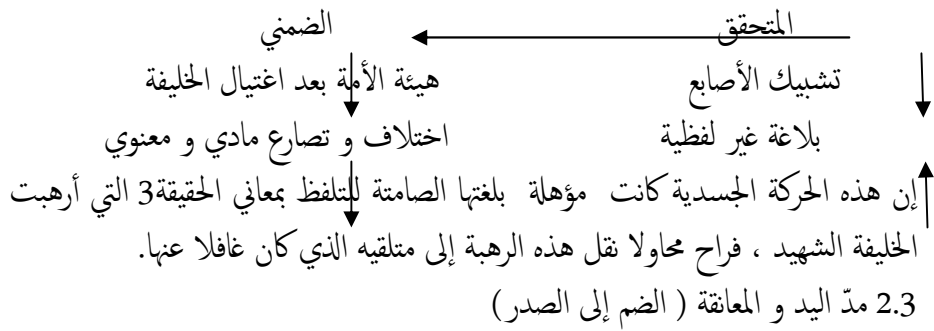 المتحقق الضمني
تشبيك الأصابع هيئة الأمة بعد اغتيال الخليفة
بلاغة غير لفظية اختلاف و تصارع مادي و معنوي
إن هذه الحركة الجسدية كانت مؤهلة بلغتها الصامتة للتلفظ بمعاني الحقيقة3 التي أرهبت
الخليفة الشهيد ، فراح محاولا نقل هذه الرهبة إلى متلقيه الذي كان غافلا عنها.
2.3 مدّ اليد و المعانقة ( الضم إلى الصدر )